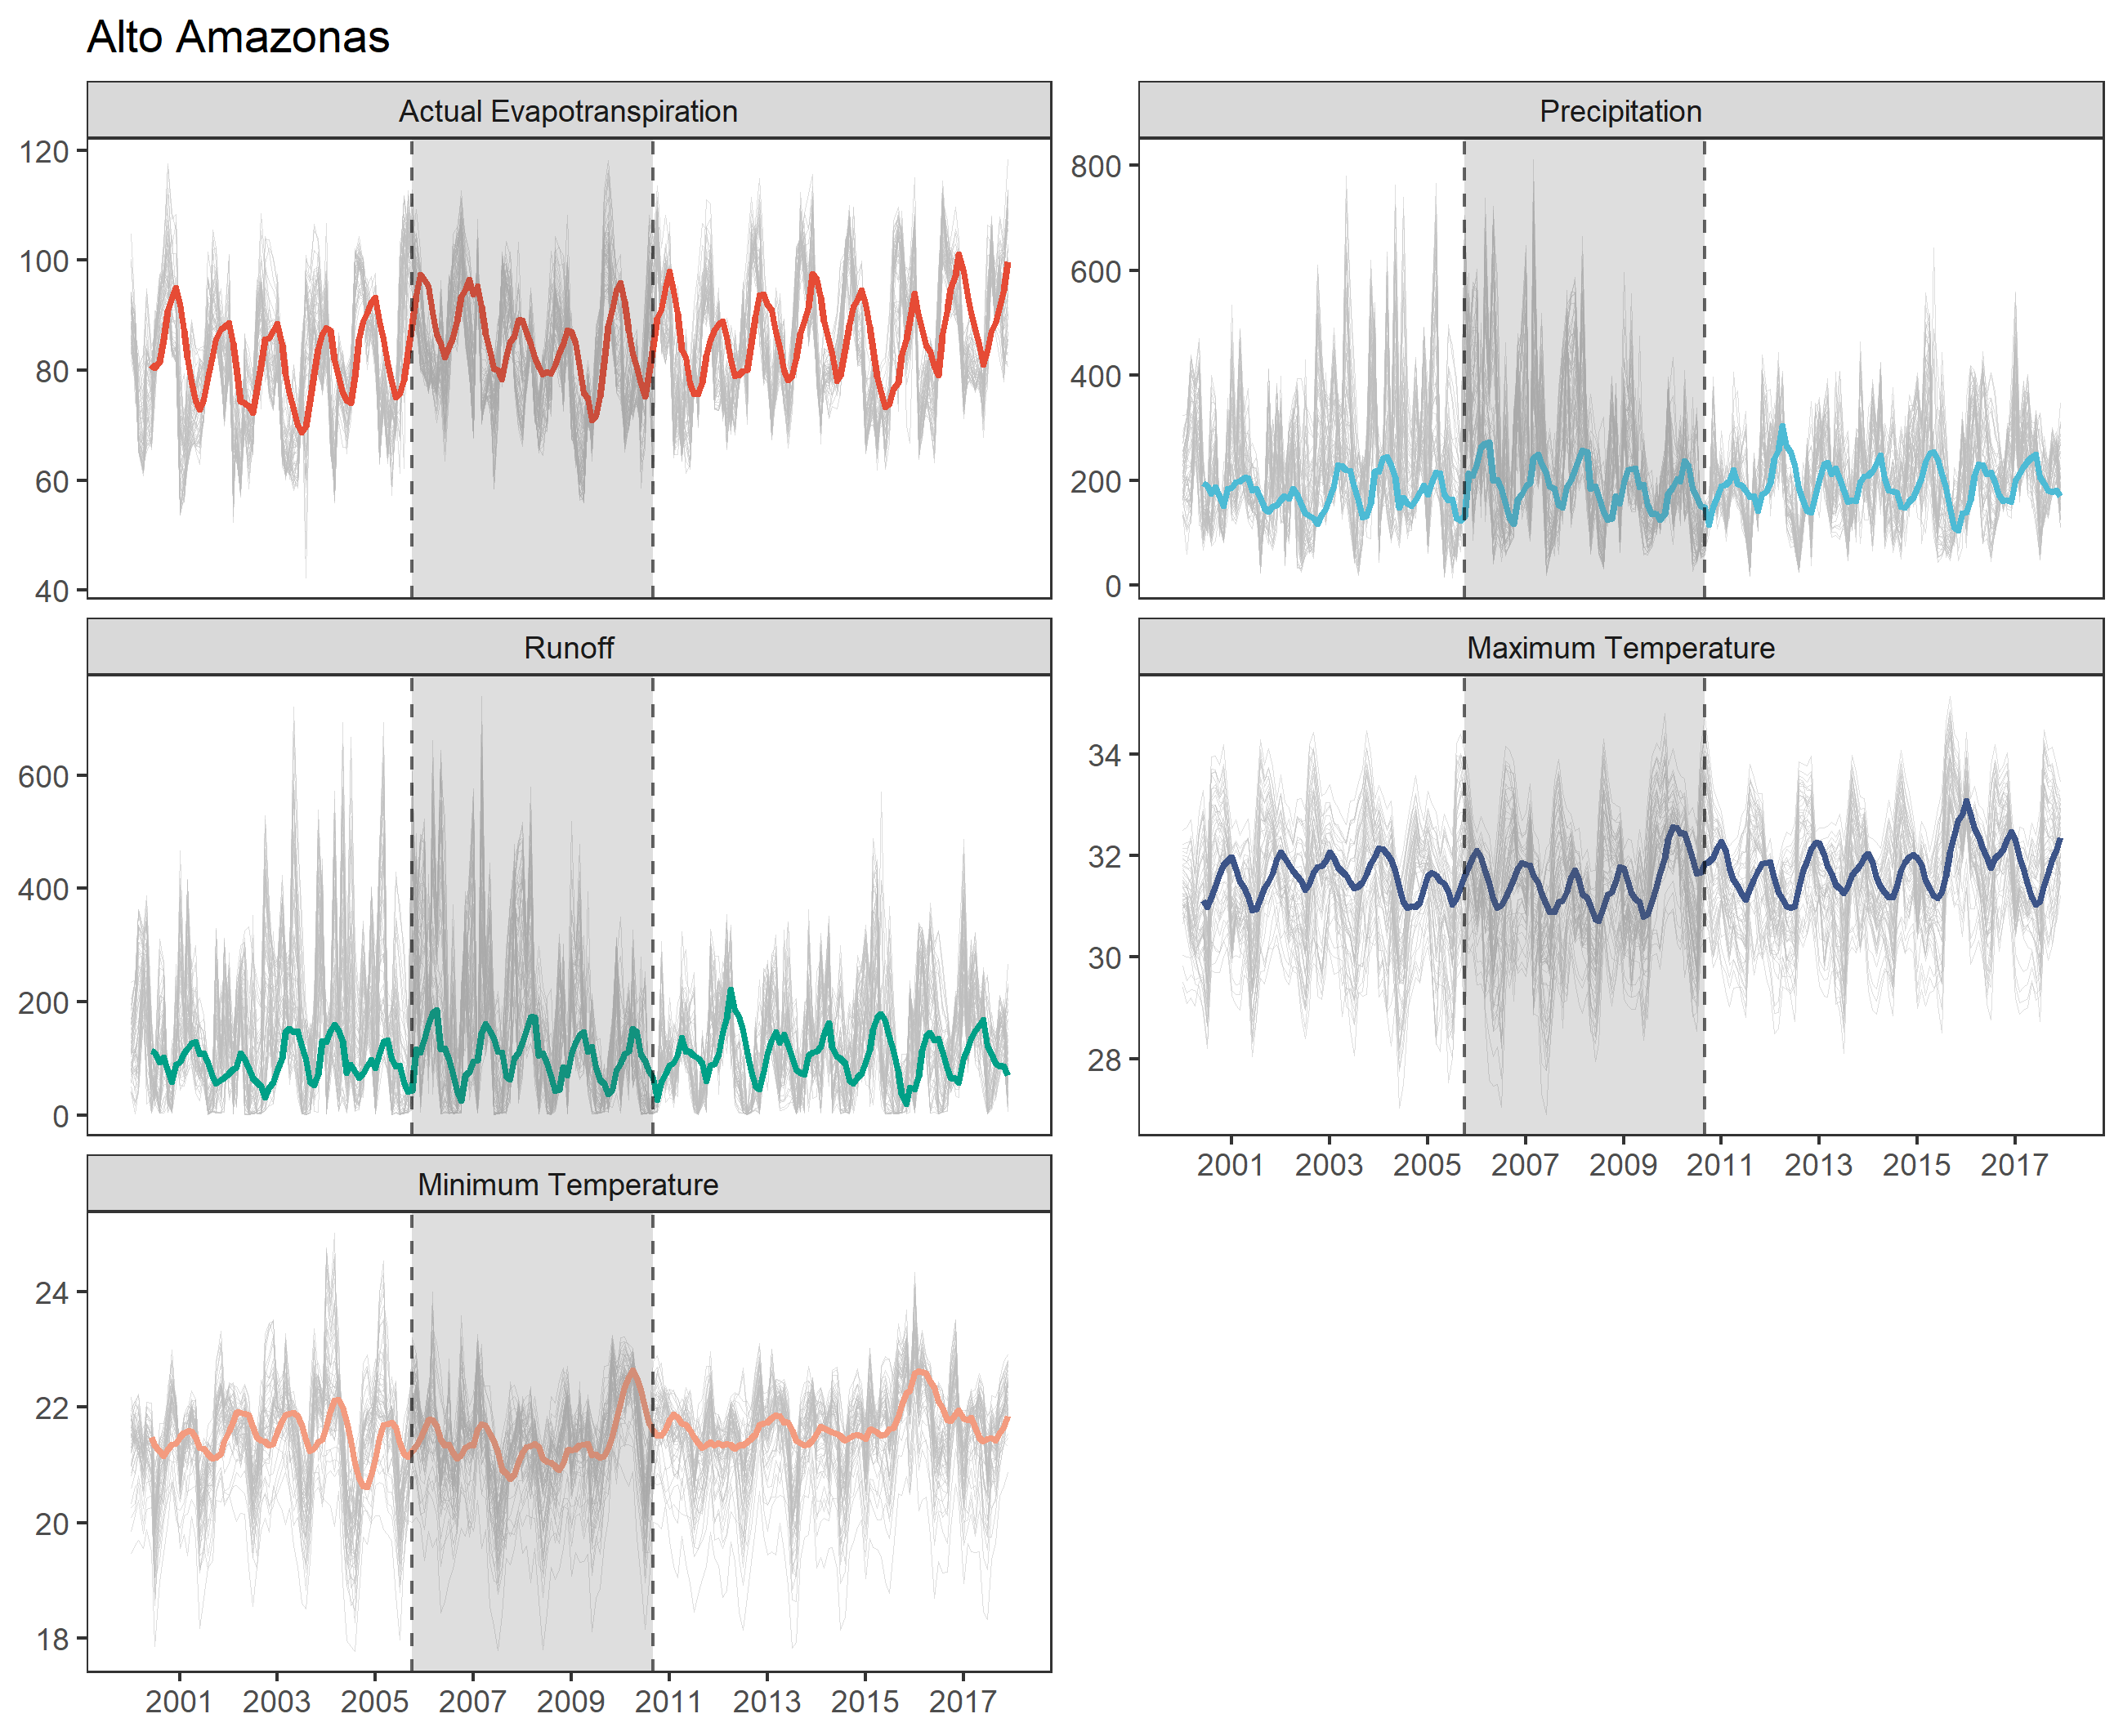 Alto Amazonas
Actual Evapotranspiration
120
100
80
60
40
Precipitation
800
600
400
200
0
Runoff
600
400
200
0
Maximum Temperature
34
32
30
28
2001 2003 2005 2007 2009 2011 2013 2015 2017
Minimum Temperature
24
22
20
18
2001 2003 2005 2007 2009 2011 2013 2015 2017